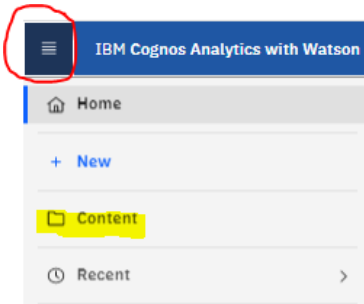 IBM Cognos Analytics with Watson
Home
+ New
Content
Recent >